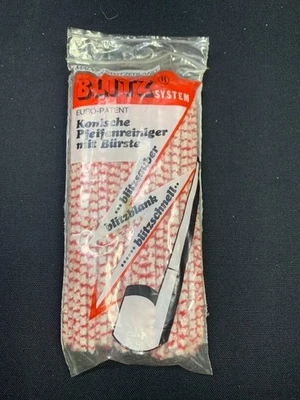 BLITZ ®
SYSTEM
EURO-PATENT
Konische
Pfeifenreiniger
mit Bürste
....blitzsauber
blitzblank
......blitzschnell..